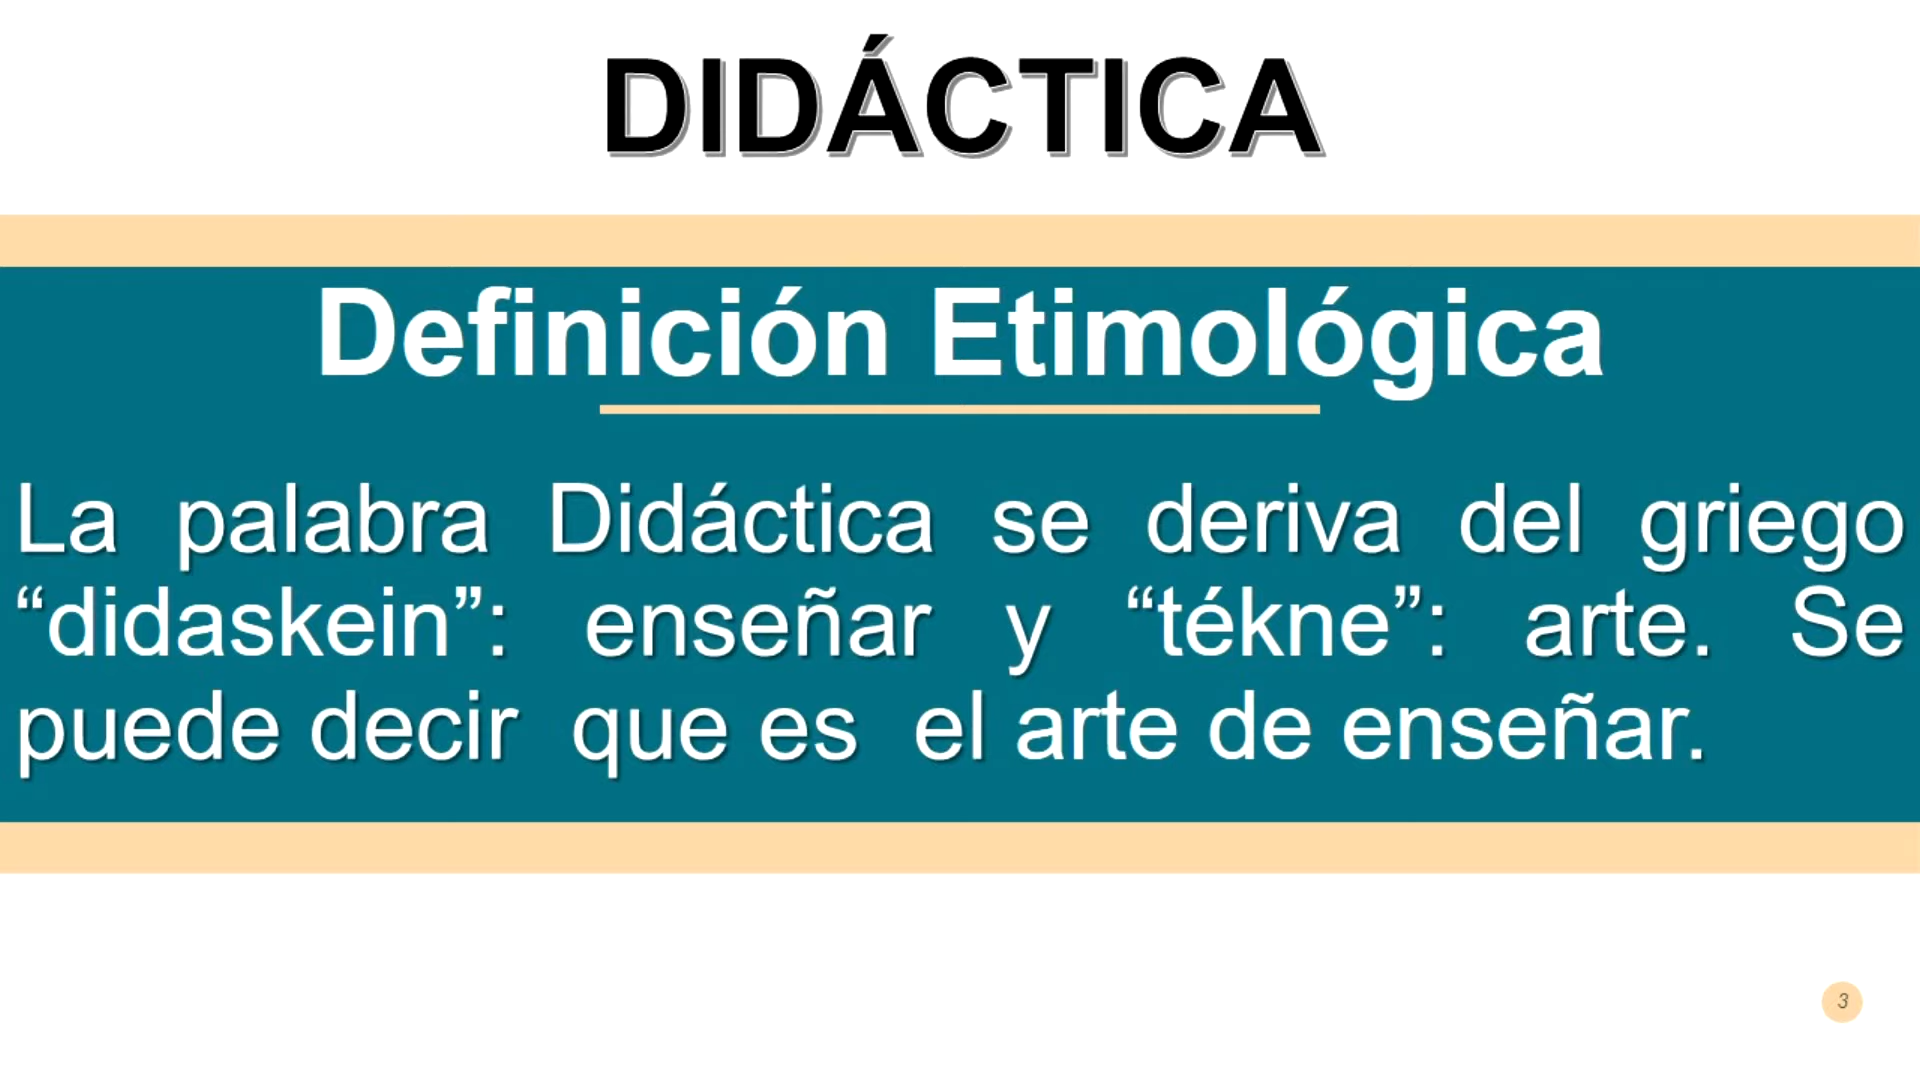 DIDÁCTICA
Definición Etimológica
La palabra Didáctica se deriva del griego
“didaskein”: enseñar y “tékne”: arte. Se
puede decir que es el arte de enseñar.
3